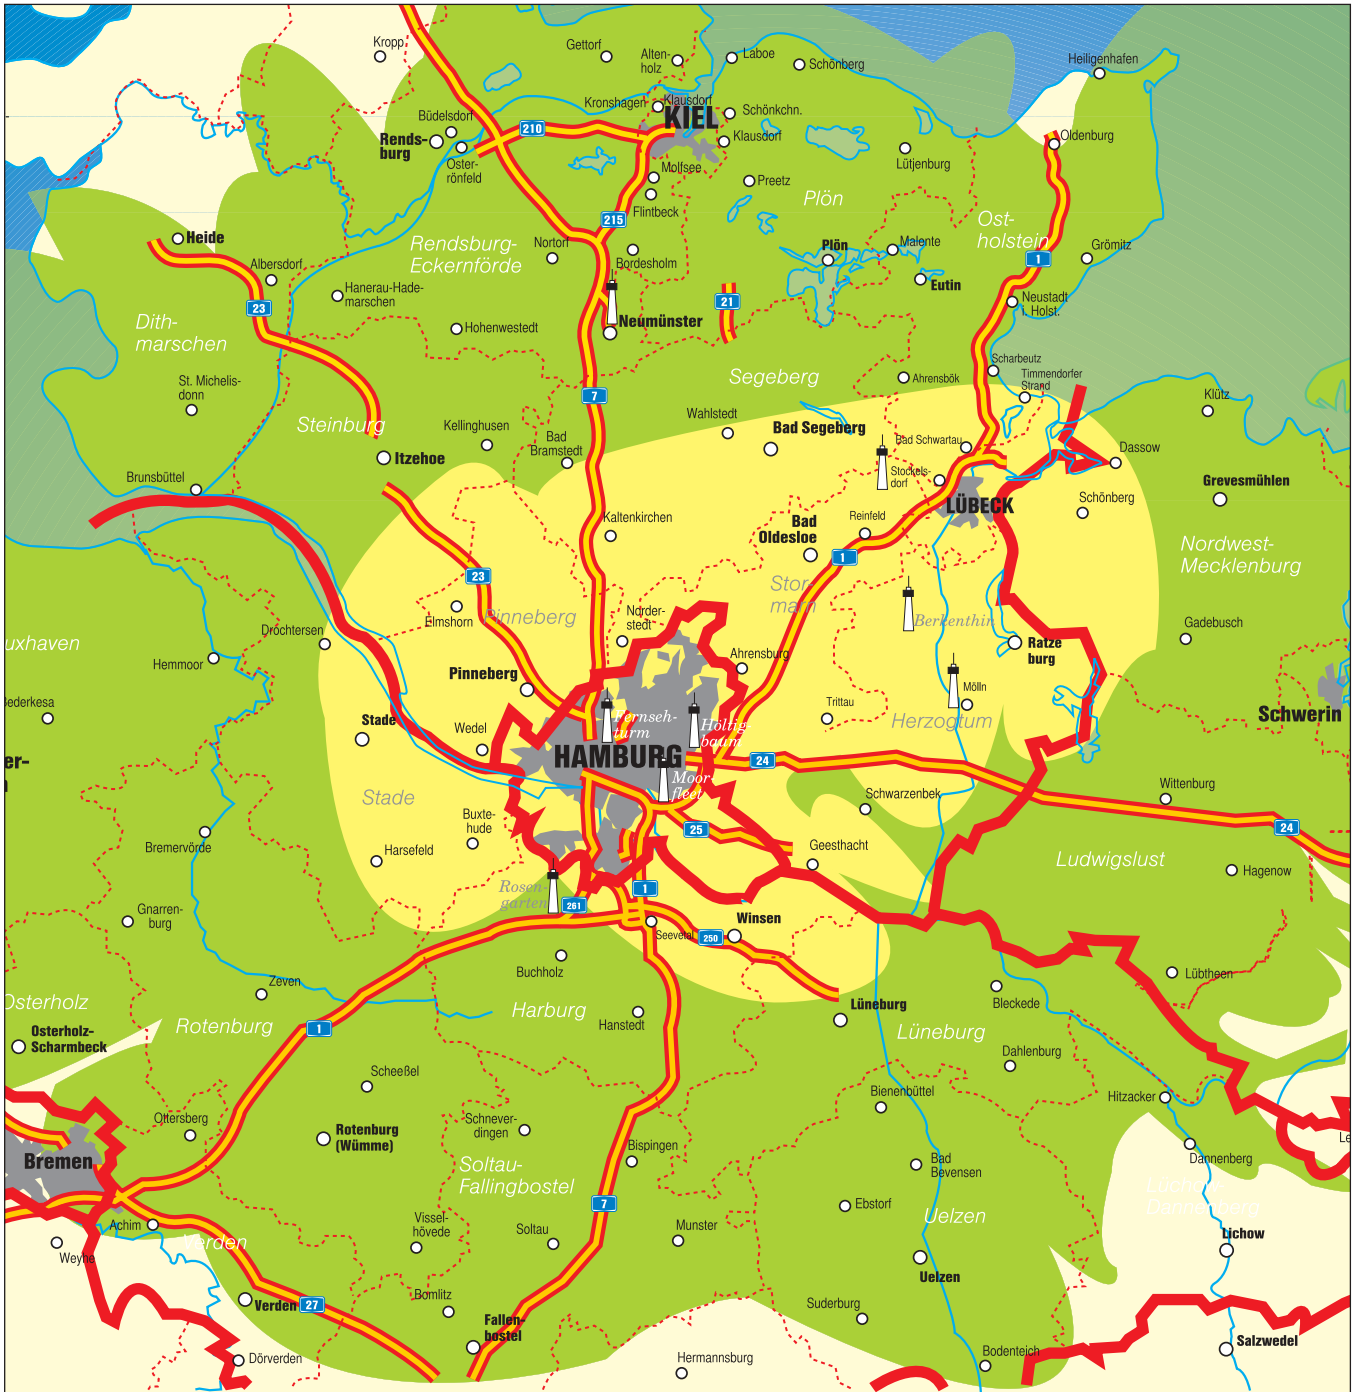 Kropp
Gettorf
Alten-
holz
Laboe
Schönberg
Heiligenhafen
Kronshagen
Klausdorf
KIEL
Schönkchn.
Klausdorf
Büdelsdorf
Rends-
burg
210
Oster-
rönfeld
Molfsee
Preetz
Lütjenburg
Oldenburg
Flintbeck
215
Plön
Ost-
holstein
Heide
Rendsburg-
Eckernförde
Nortorf
Bordesholm
Plön
Malente
Eutin
1
Grömitz
Albersdorf
Hanerau-Hade-
marschen
23
21
Neustadt
i. Holst.
Dith-
marschen
Hohenwestedt
Neumünster
Scharbeutz
Timmendorfer
Strand
St. Michelis-
donn
Segeberg
Ahrensbök
7
Klütz
Steinburg
Kellinghusen
Wahlstedt
Bad Segeberg
Bad Schwartau
Dassow
Itzehoe
Bad
Bramstedt
Stockels-
dorf
Brunsbüttel
Schönberg
Grevesmühlen
LÜBECK
Kaltenkirchen
Bad
Oldesloe
Reinfeld
1
Nordwest-
Mecklenburg
23
Stor
marn
Elmshorn
Pinneberg
Norder-
stedt
Berkenthin
Drochtersen
Gadebusch
uxhaven
Hemmoor
Ahrensburg
Ratze
burg
Pinneberg
Mölln
Bederkesa
Stade
Wedel
Fernseh-
turm
Höltig-
baum
Trittau
Herzogtum
Schwerin
HAMBURG
24
er-
Moor-
fleet
Stade
Schwarzenbek
Wittenburg
Buxte-
hude
25
24
Bremervörde
Harsefeld
Geesthacht
Ludwigslust
Hagenow
Rosen-
garten
261
1
Gnarren-
burg
Seevetal
250
Winsen
Buchholz
Zeven
Lübtheen
Osterholz
Rotenburg
1
Harburg
Hanstedt
Lüneburg
Bleckede
Lüneburg
Osterholz-
Scharmbeck
Dahlenburg
Scheeßel
Bienenbüttel
Hitzacker
Ottersberg
Rotenburg
(Wümme)
Schnever-
dingen
Bispingen
Le
Bremen
Soltau-
Fallingbostel
Bad
Bevensen
Dannenberg
Lüchow-
Dannenberg
7
Ebstorf
Uelzen
Achim
Weyhe
Verden
Vissel-
hövede
Soltau
Munster
Lichow
Uelzen
Verden
27
Bomlitz
Fallen-
bostel
Suderburg
Salzwedel
Dörverden
Hermannsburg
Bodenteich